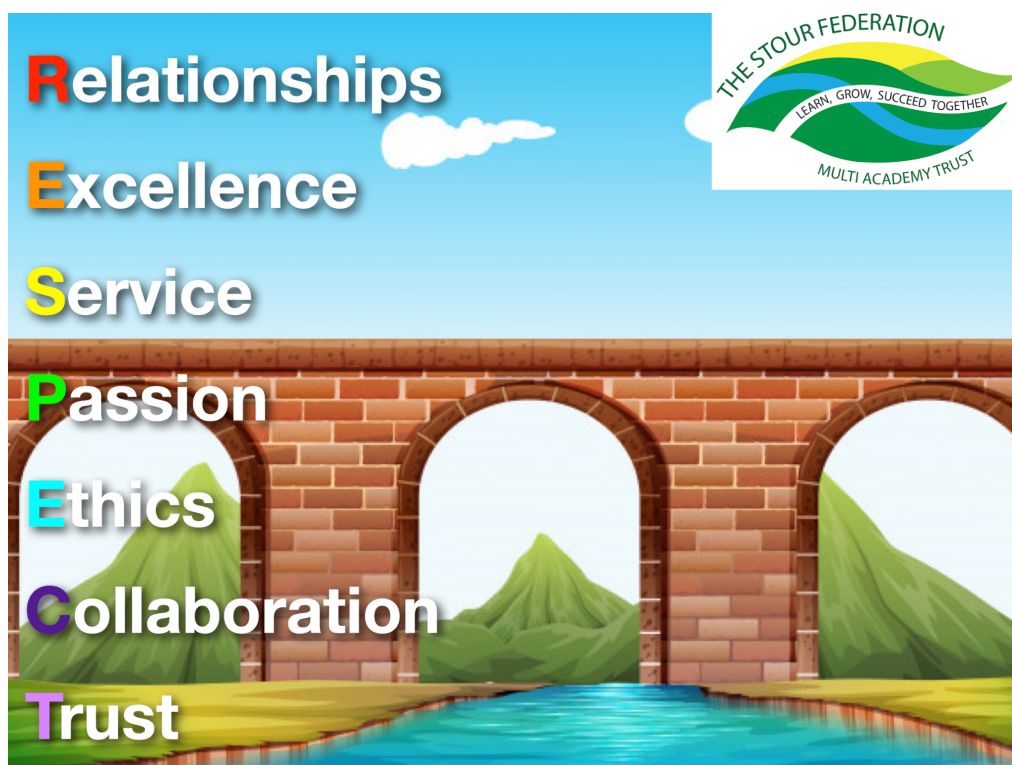 Relationships
Excellence
Service
Passion
Ethics
Collaboration
Trust
THE STOUR FEDERATION
LEARN, GROW, SUCCEED TOGETHER
MULTI ACADEMY TRUST